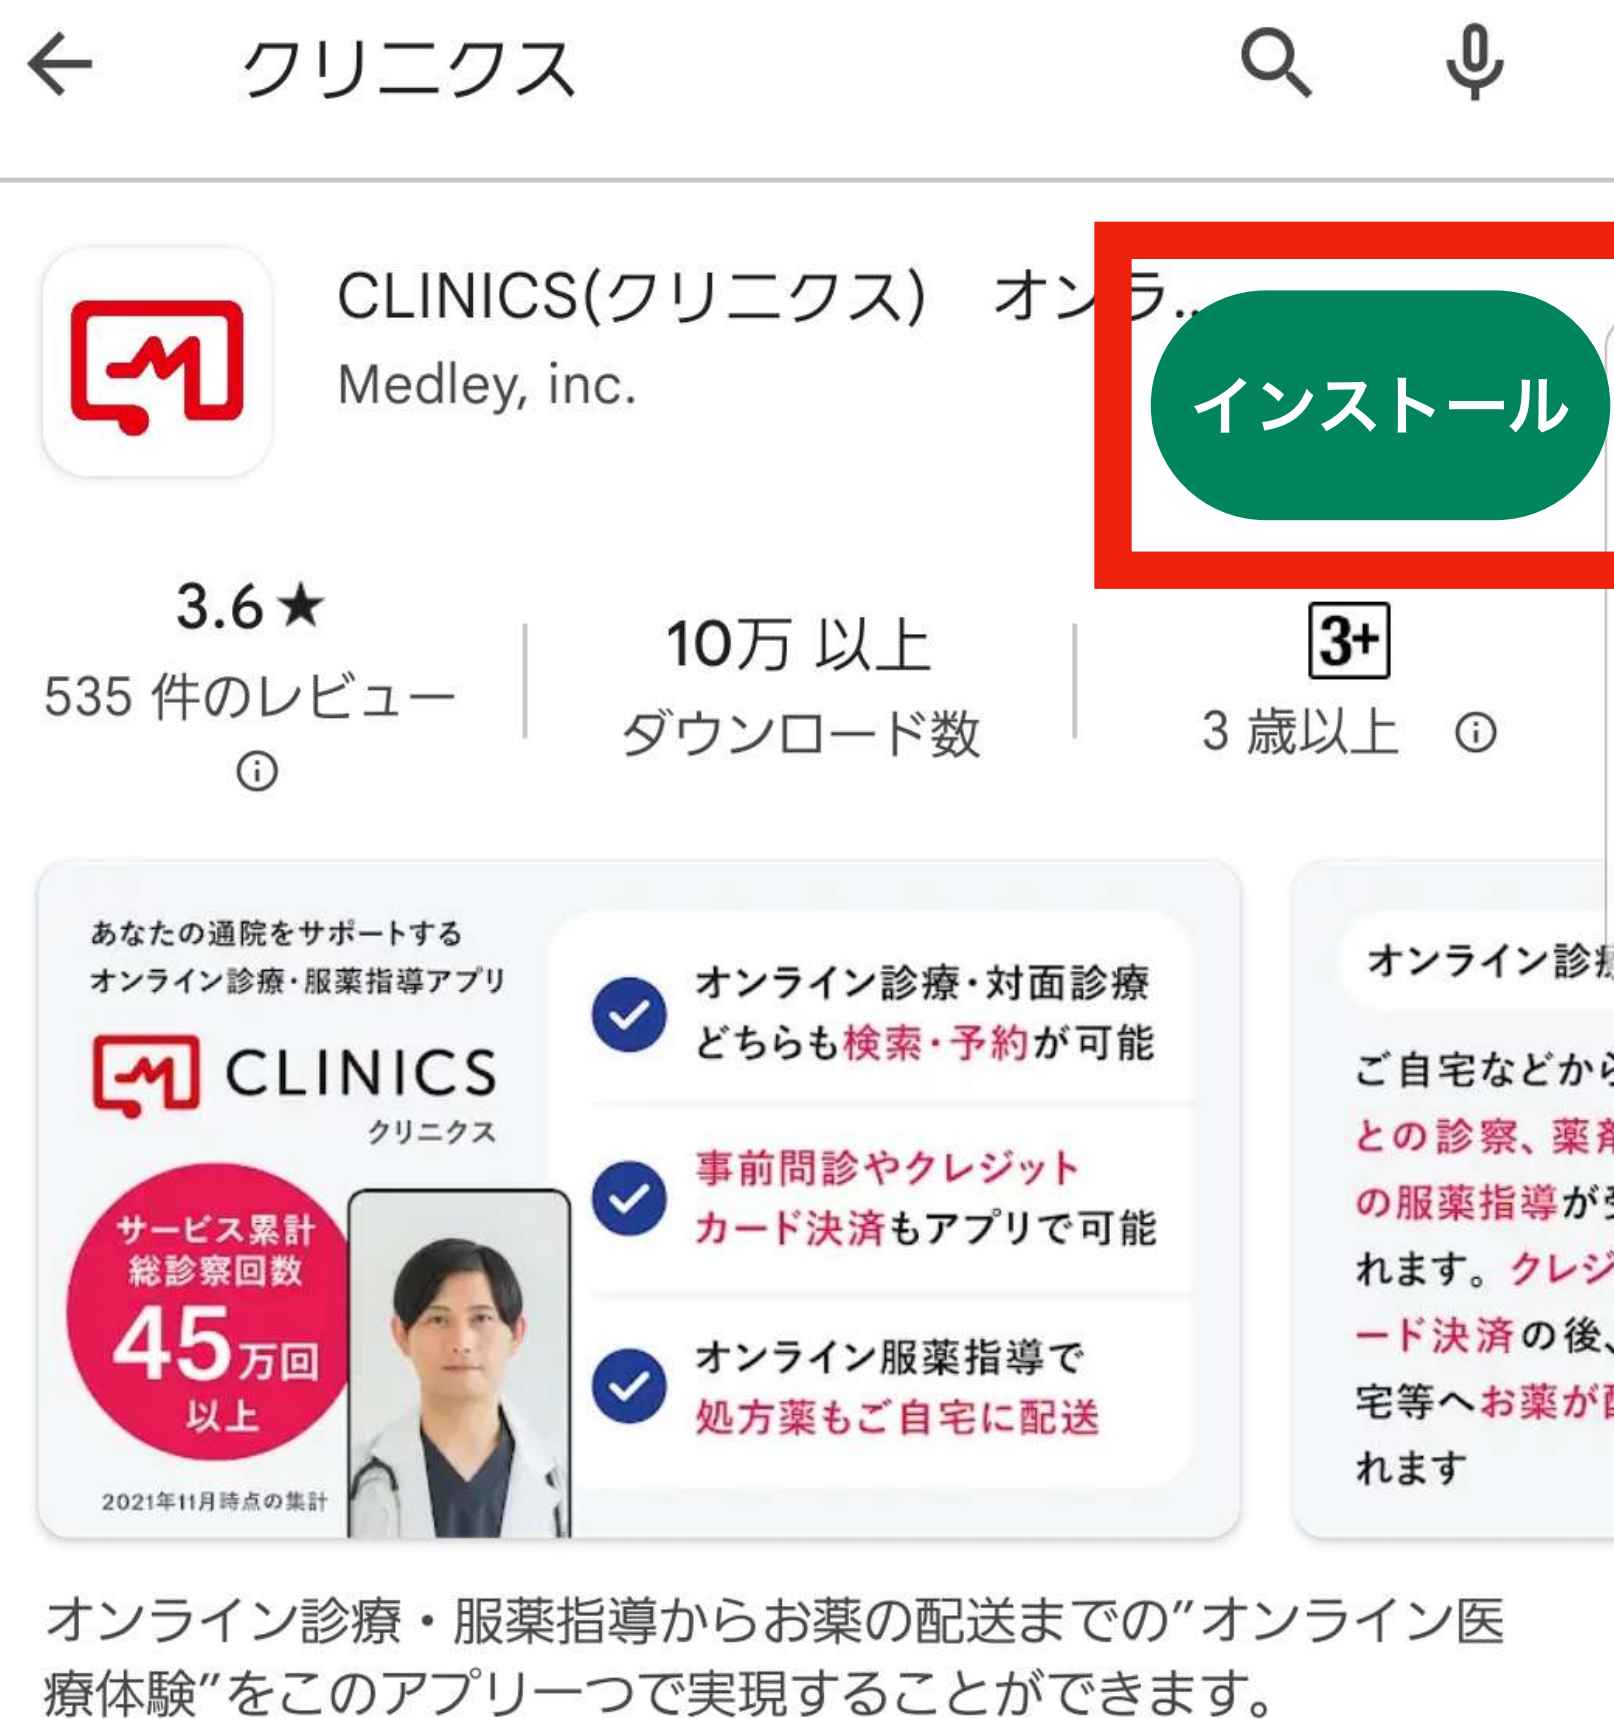 クリニクス
CLINICS(クリニクス) オンラ...
Medley, inc.
インストール
3.6★
535 件のレビュー
10万 以上
ダウンロード数
3+
3 歳以上
あなたの通院をサポートする
オンライン診療・服薬指導アプリ
CLINICS
クリニクス
サービス累計
総診察回数
45万回
以上
2021年11月時点の集計
オンライン診療・対面診療
どちらも検索・予約が可能
事前問診やクレジット
カード決済もアプリで可能
オンライン服薬指導で
処方薬もご自宅に配送
オンライン診
ご自宅などから
との診察、薬
の服薬指導が
れます。クレジ
ード決済の後、
宅等へお薬が
れます
オンライン診療・服薬指導からお薬の配送までの”オンライン医
療体験”をこのアプリ一つで実現することができます。